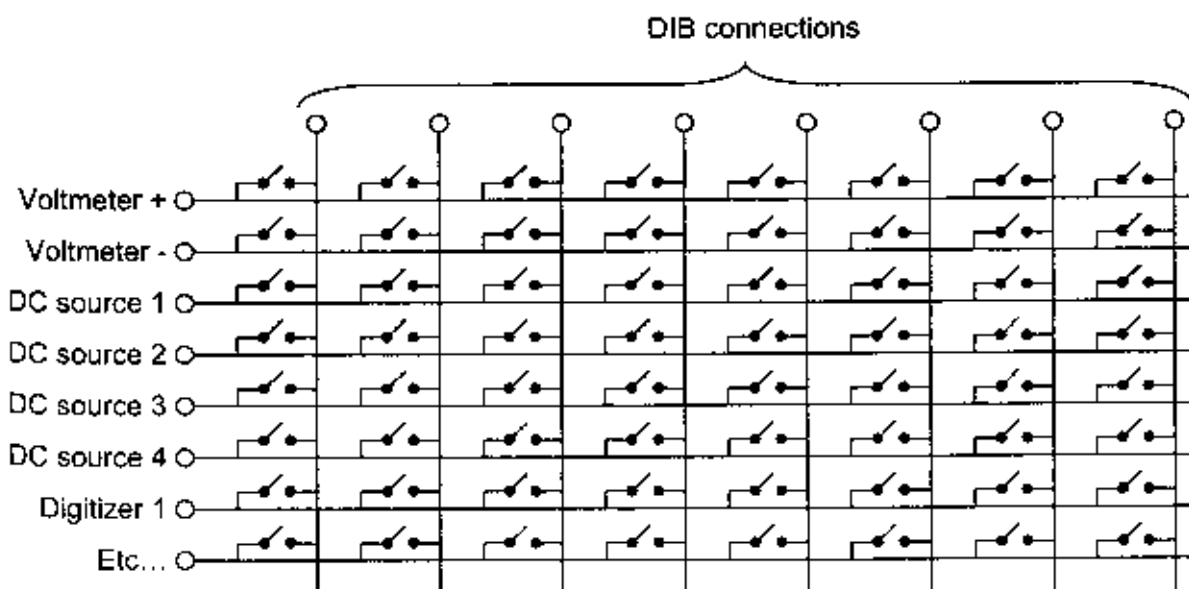 DIB connections
Voltmeter +
Voltmeter -
DC source 1
DC source 2
DC source 3
DC source 4
Digitizer 1
Etc...